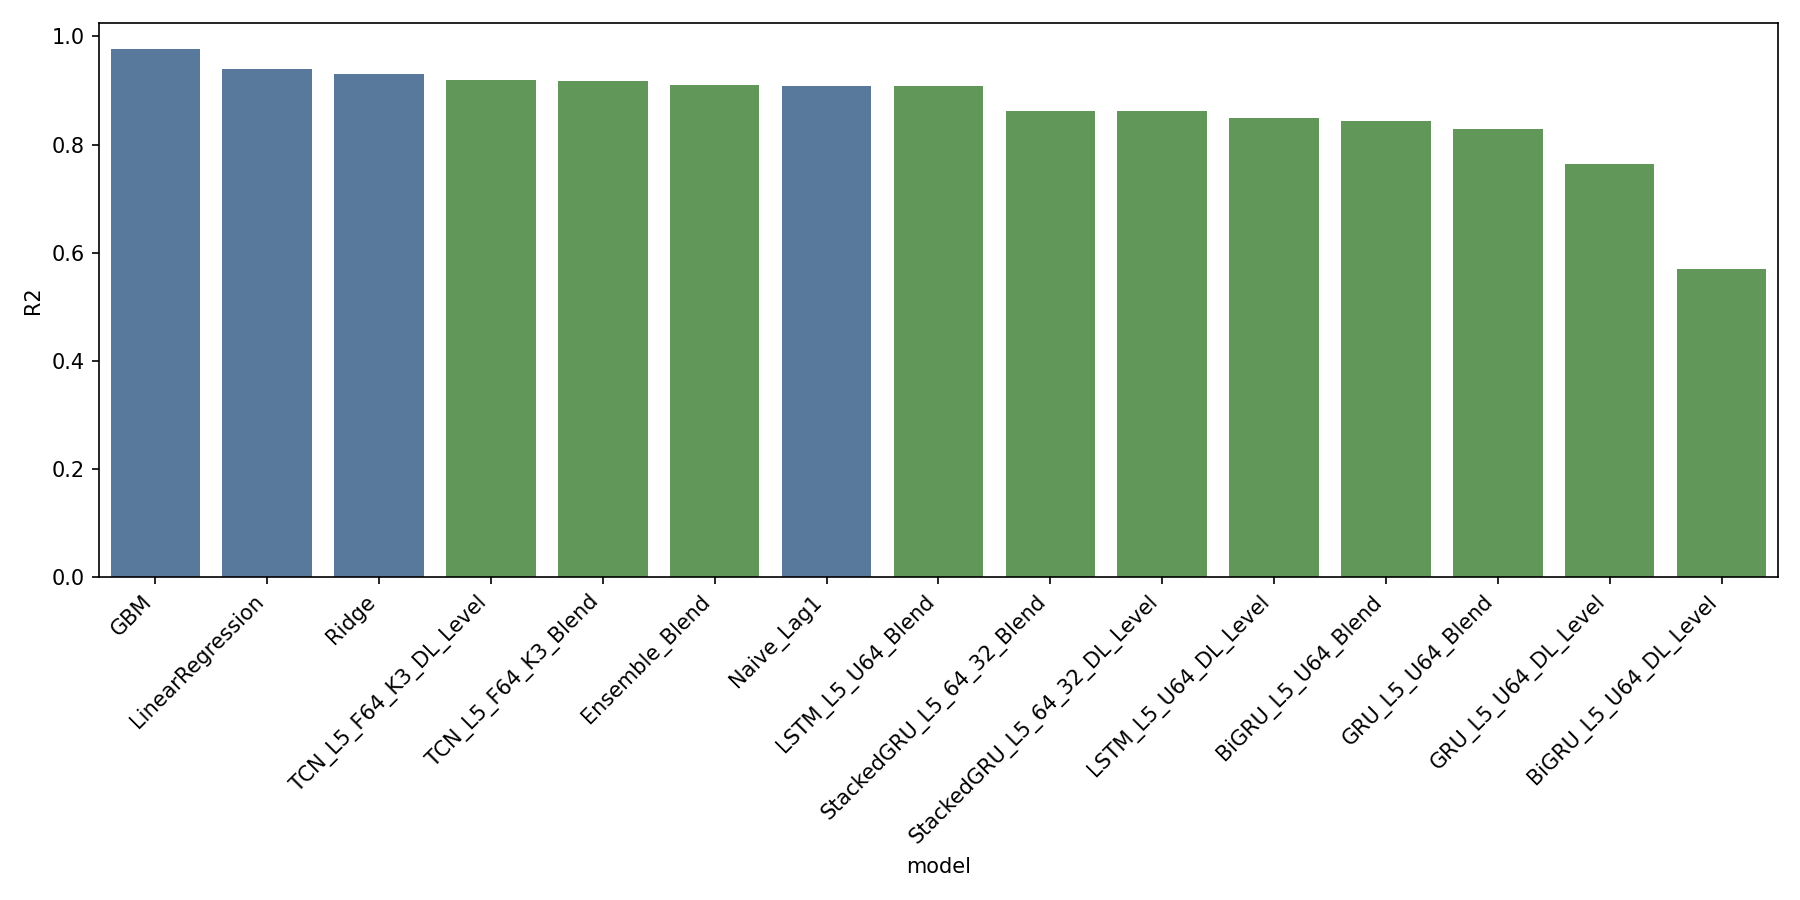 1.0
0.8
0.6
0.4
0.2
0.0
R2
GBM
LinearRegression
Ridge
TCN_L5_F64_K3_DL_Level
TCN_L5_F64_K3_Blend
Ensemble_Blend
Naive_Lag1
LSTM_L5_U64_Blend
StackedGRU_L5_64_32_Blend
StackedGRU_L5_64_32_DL_Level
LSTM_L5_U64_DL_Level
BiGRU_L5_U64_Blend
GRU_L5_U64_Blend
GRU_L5_U64_DL_Level
BiGRU_L5_U64_DL_Level
model